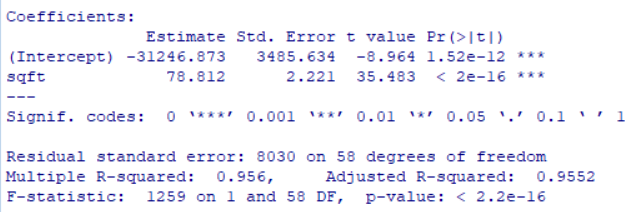 Coefficients:
Estimate Std. Error t value Pr(>|t|)
(Intercept) -31246.873 3485.634 -8.964 1.52e-12 ***
sqft 78.812 2.221 35.483 < 2e-16 ***
---
Signif. codes: 0 ‘***’ 0.001 ‘**’ 0.01 ‘*’ 0.05 ‘.’ 0.1 ‘ ’ 1
Residual standard error: 8030 on 58 degrees of freedom
Multiple R-squared: 0.956, Adjusted R-squared: 0.9552
F-statistic: 1259 on 1 and 58 DF, p-value: < 2.2e-16